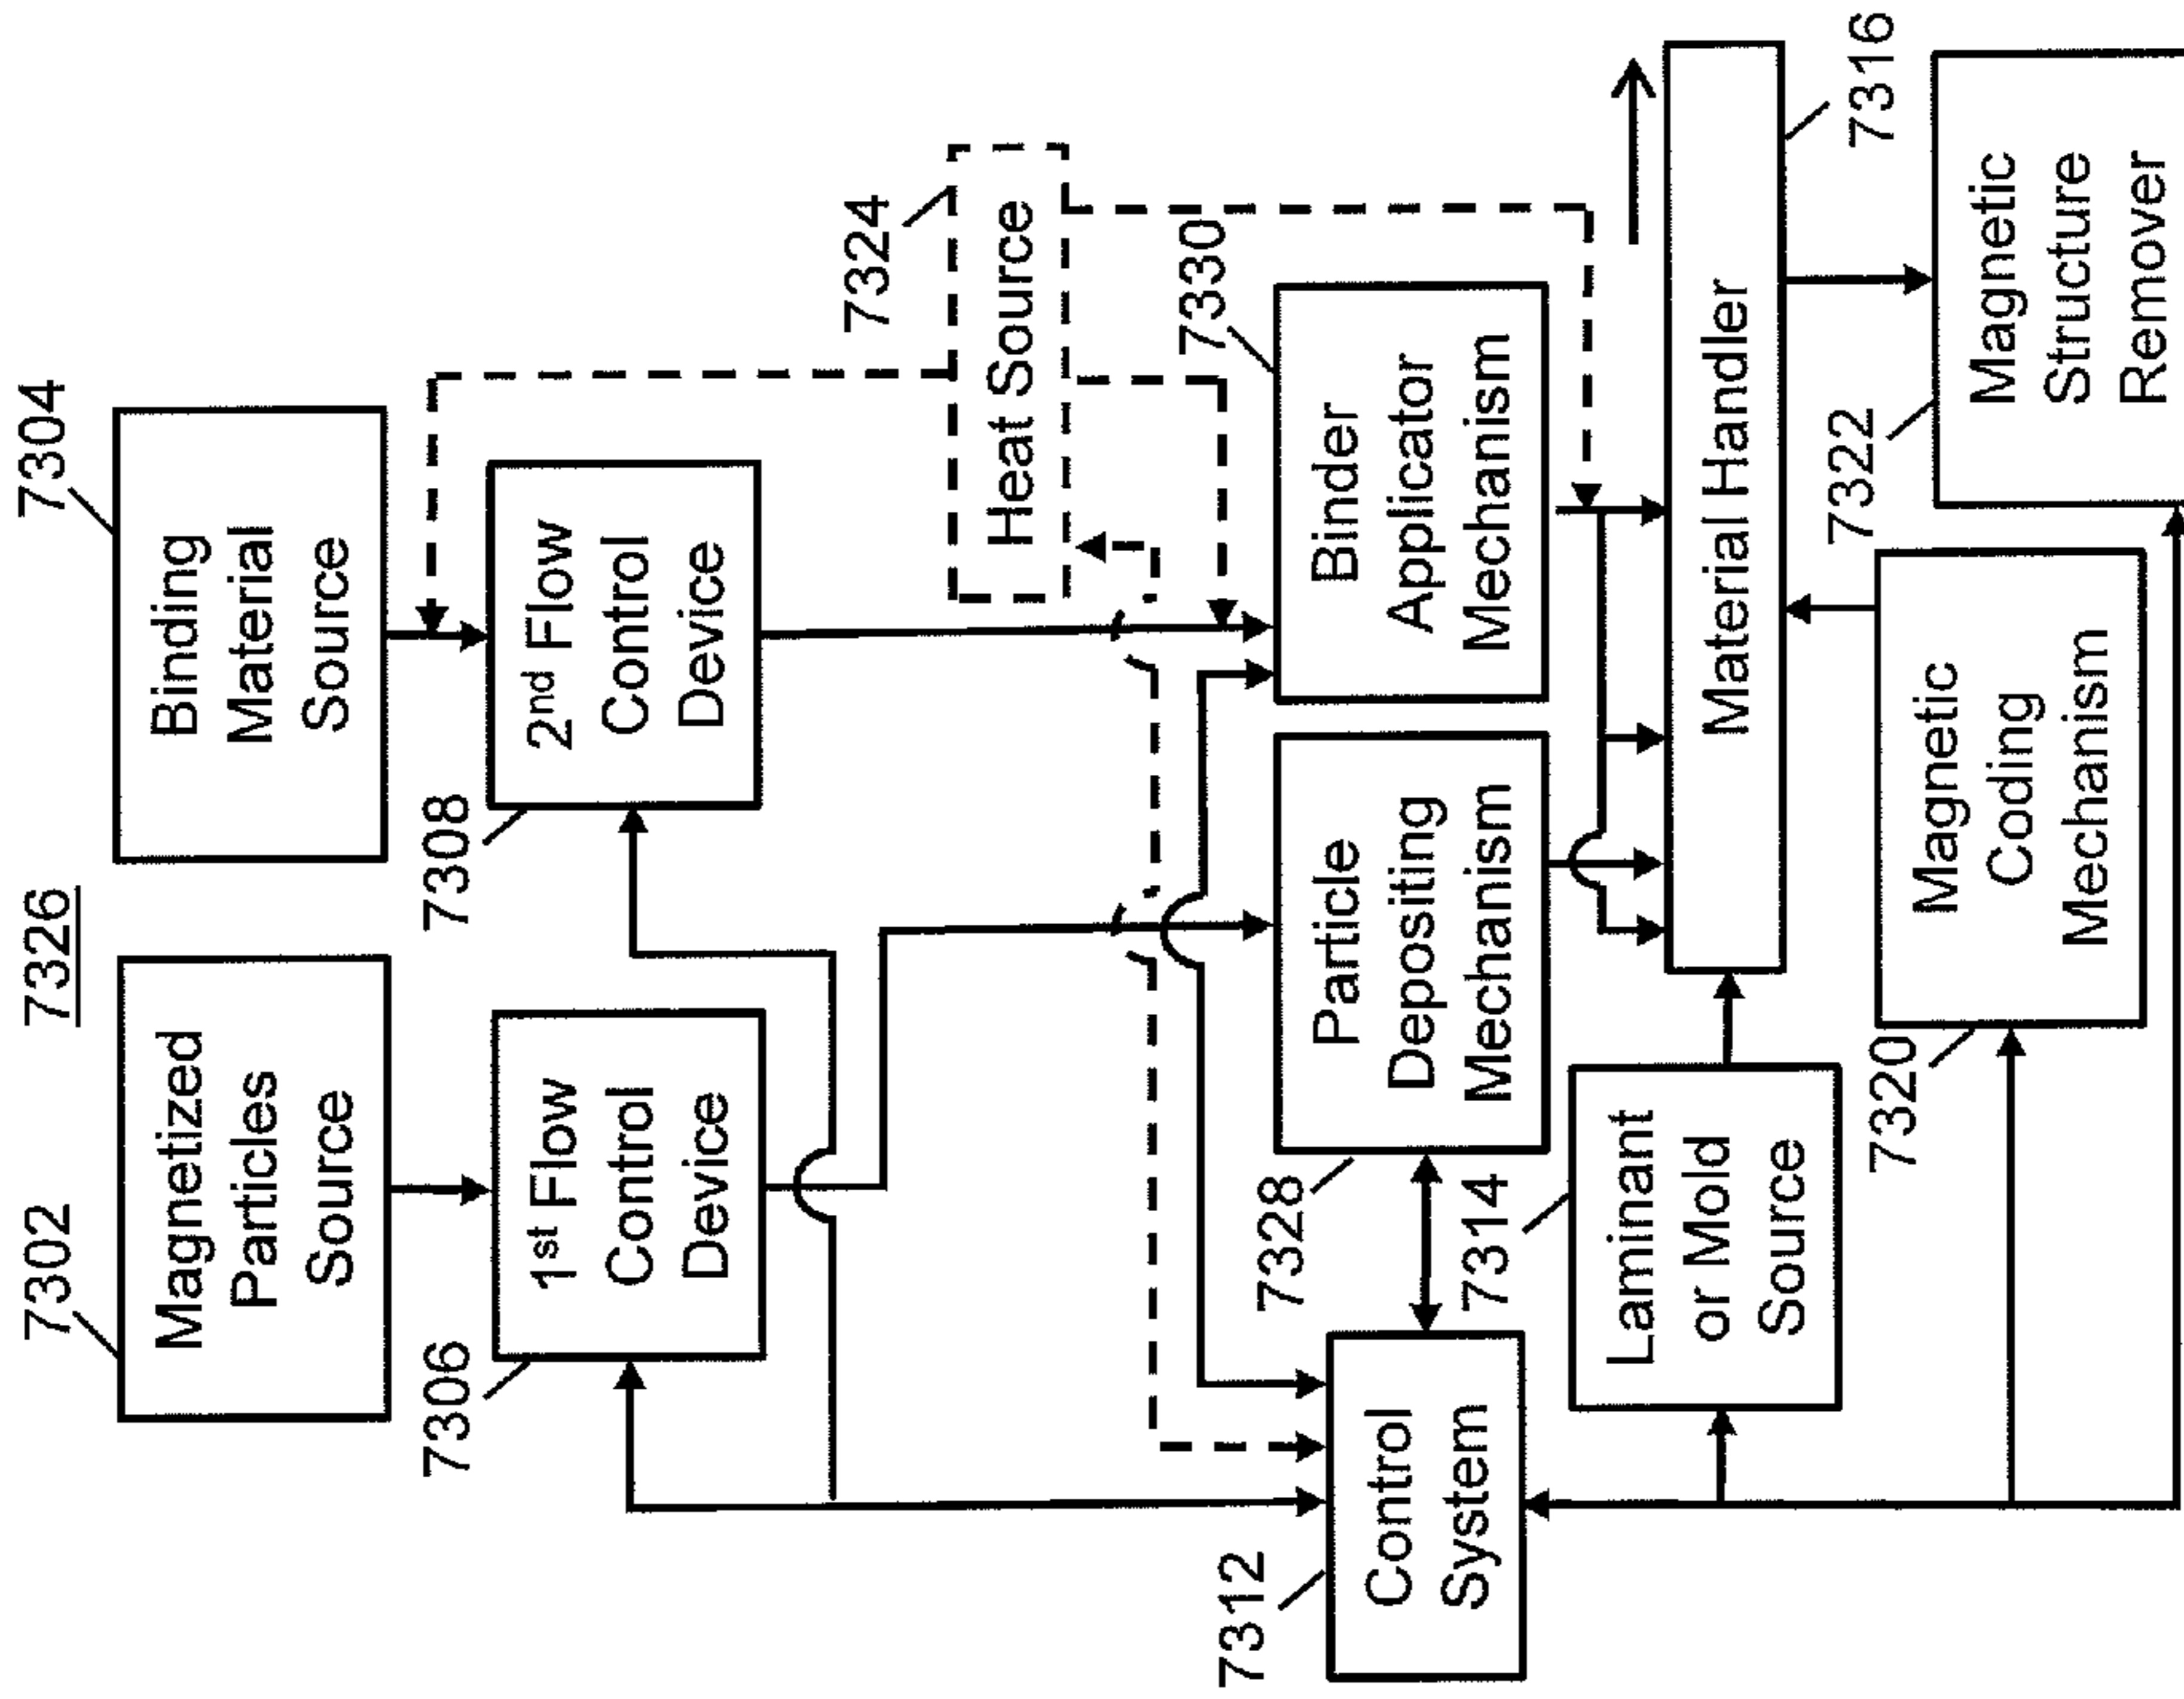 7326
7302
Magnetized
Particles
Source
7304
Binding
Material
Source
7306
1st Flow
Control
Device
7308
2nd Flow
Control
Device
7324
Heat Source
7312
Control
System
7328
Particle
Depositing
Mechanism
7330
Binder
Applicator
Mechanism
7314
Laminant
or Mold
Source
Material Handler
7316
7320
Magnetic
Coding
Mechanism
7322
Magnetic
Structure
Remover